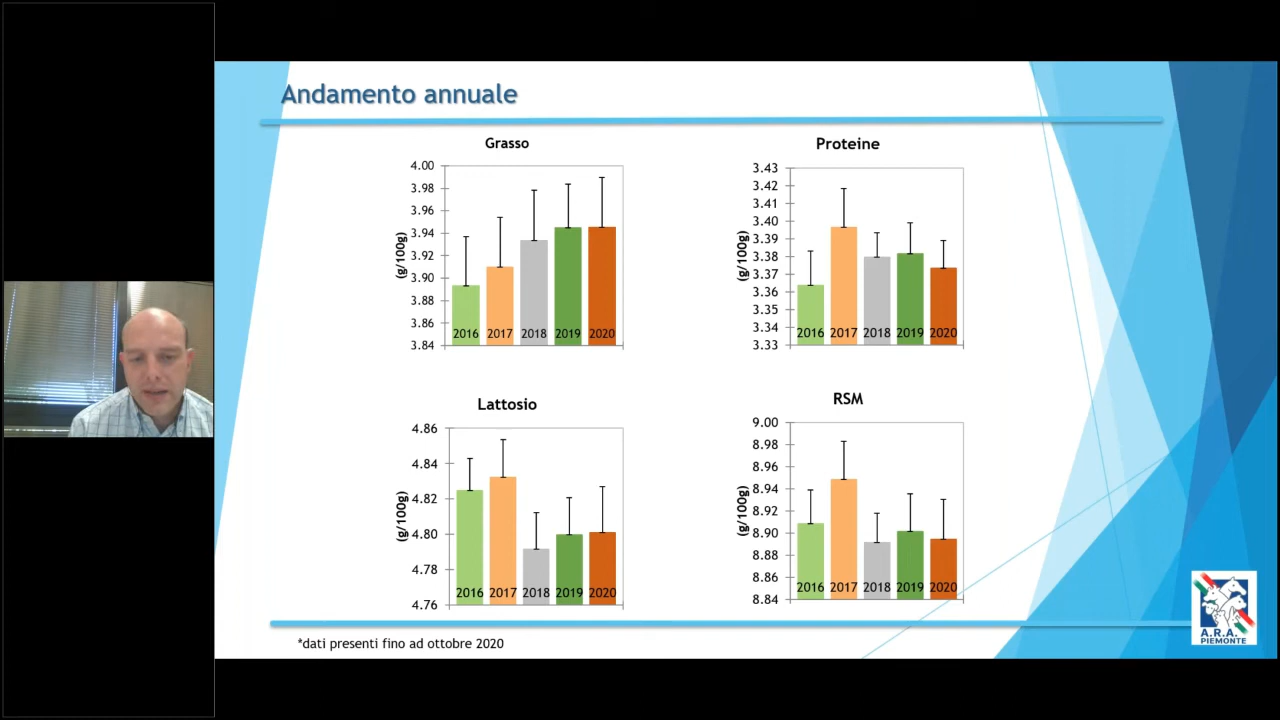 Andamento annuale
Grasso
4.00
3.98
3.96
3.94
3.92
3.90
3.88
3.86
3.84
(g/100g)
2016 2017 2018 2019 2020
Proteine
3.43
3.42
3.41
3.40
3.39
3.38
3.37
3.36
3.35
3.34
3.33
(g/100g)
2016 2017 2018 2019 2020
Lattosio
4.86
4.84
4.82
4.80
4.78
4.76
(g/100g)
2016 2017 2018 2019 2020
RSM
9.00
8.98
8.96
8.94
8.92
8.90
8.88
8.86
8.84
(g/100g)
2016 2017 2018 2019 2020
*dati presenti fino ad ottobre 2020
A.R.A.
PIEMONTE